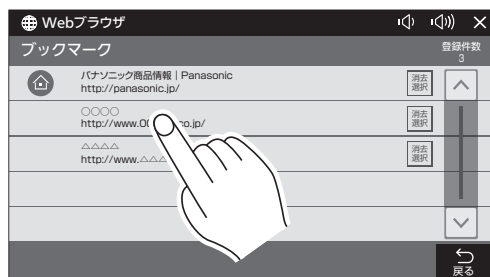 Webブラウザ
ブックマーク
登録件数
3
パナソニック商品情報 | Panasonic
http://panasonic.jp/
消去
選択
○○○○
http://www.○○ co.jp/
消去
選択
△△△△
http://www.△△△
消去
選択
戻る